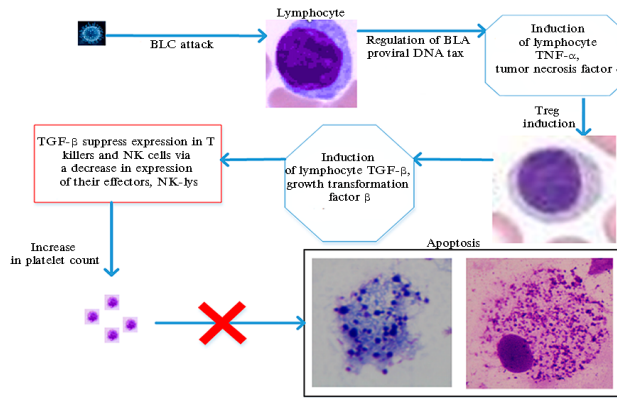 Lymphocyte
BLC attack
Regulation of BLA
proviral DNA tax
Induction
of lymphocyte
TNF-α,
tumor necrosis factor
Treg
induction
Induction
of lymphocyte TGF-β,
growth transformation
factor β
TGF-β suppress expression in T
killers and NK cells via
a decrease in expression
of their effectors, NK-lys
Increase
in platelet count
Apoptosis